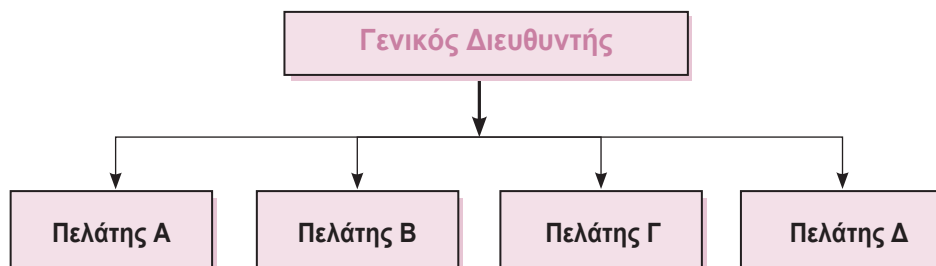 Γενικός Διευθυντής
Πελάτης Α
Πελάτης Β
Πελάτης Γ
Πελάτης Δ